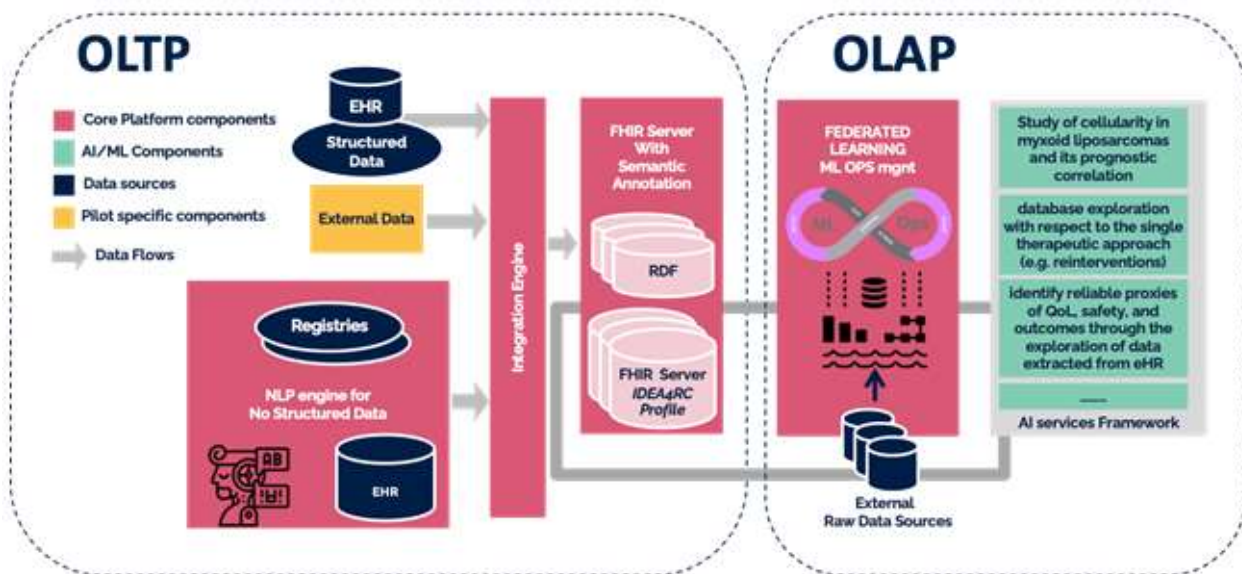 OLTP
Core Platform components
AI/ML Components
Data sources
Pilot specific components
Data Flows
EHR
Structured
Data
External Data
Registries
NLP engine for
No Structured Data
AB
EHR
Integration Engine
FHIR Server
With
Semantic
Annotation
RDF
FHIR Server
IDEA4RC
Profile
OLAP
FEDERATED
LEARNING
ML OPS mgnt
ML
Ops
External
Raw Data Sources
Study of cellularity in
myxoid liposarcomas
and its prognostic
correlation
database exploration
with respect to the single
therapeutic approach
(e.g. reinterventions)
identify reliable proxies
of QoL, safety, and
outcomes through the
exploration of data
extracted from eHR
......
AI services Framework